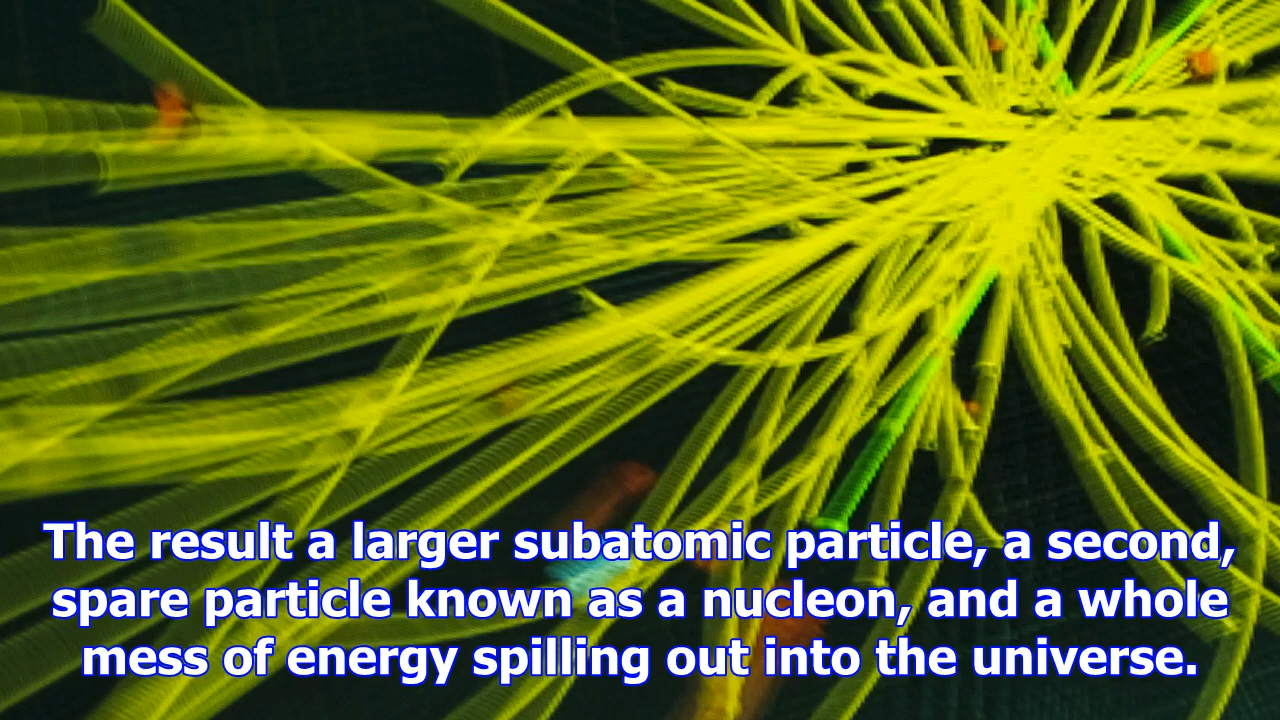 The result a larger subatomic particle, a second,
spare particle known as a nucleon, and a whole
mess of energy spilling out into the universe.